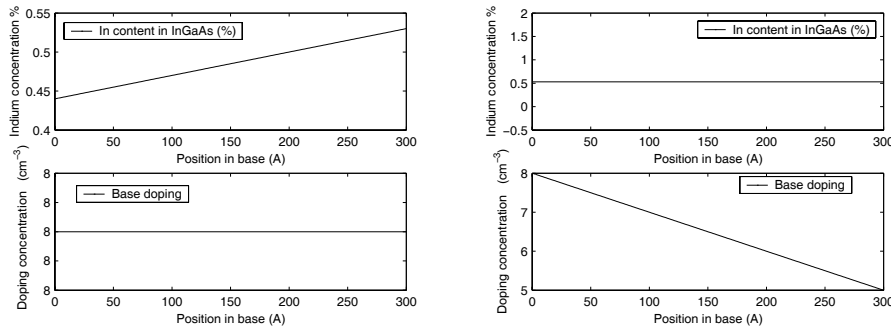 Indium concentration %
0.55
0.5
0.45
0.4
In content in InGaAs (%)
0 50 100 150 200 250 300
Position in base (A)
Doping concentration (cm−3)
8
8
8
8
8
Base doping
0 50 100 150 200 250 300
Position in base (A)
Indium concentration %
2
1.5
1
0.5
0
−0.5
In content in InGaAs (%)
0 50 100 150 200 250 300
Position in base (A)
Doping concentration (cm−3)
8
7
6
5
Base doping
0 50 100 150 200 250 300
Position in base (A)